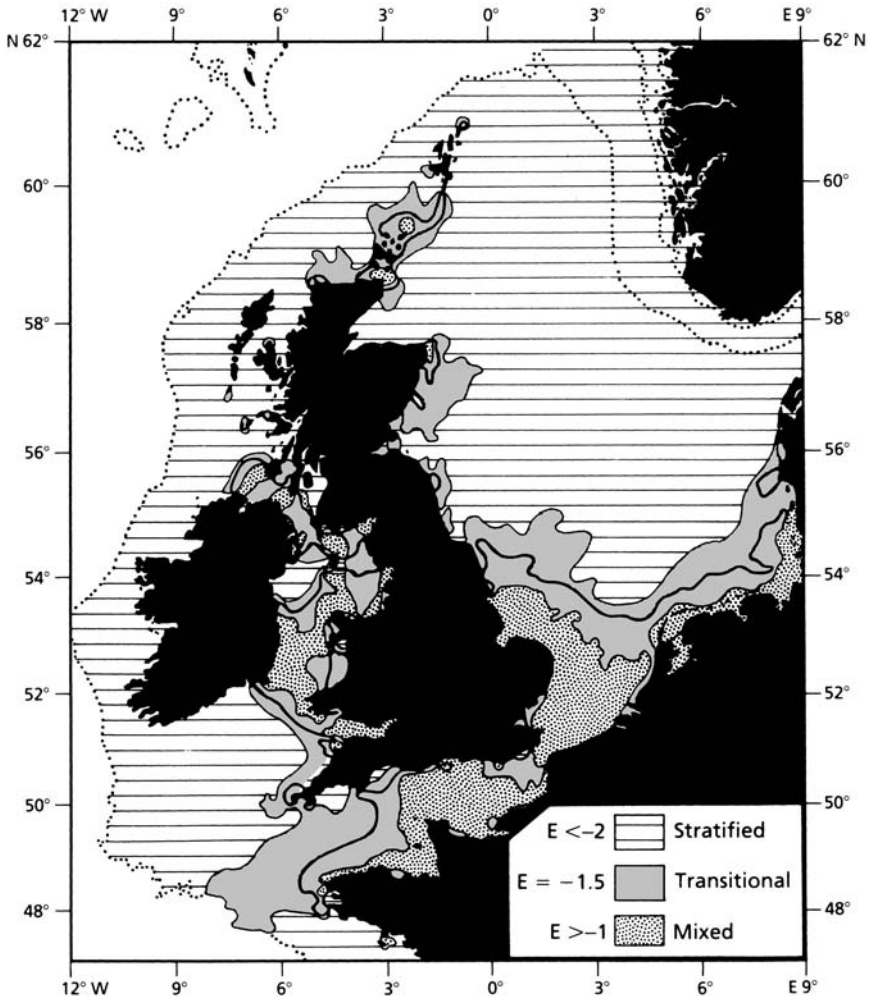 12° W 9° 6° 3° 0° 3° 6° E 9°
N 62° 62° N
60° 60°
58° 58°
56° 56°
54° 54°
52° 52°
50° 50°
48° 48°
E <-2 Stratified
E = -1.5 Transitional
E >-1 Mixed
12° W 9° 6° 3° 0° 3° 6° E 9°